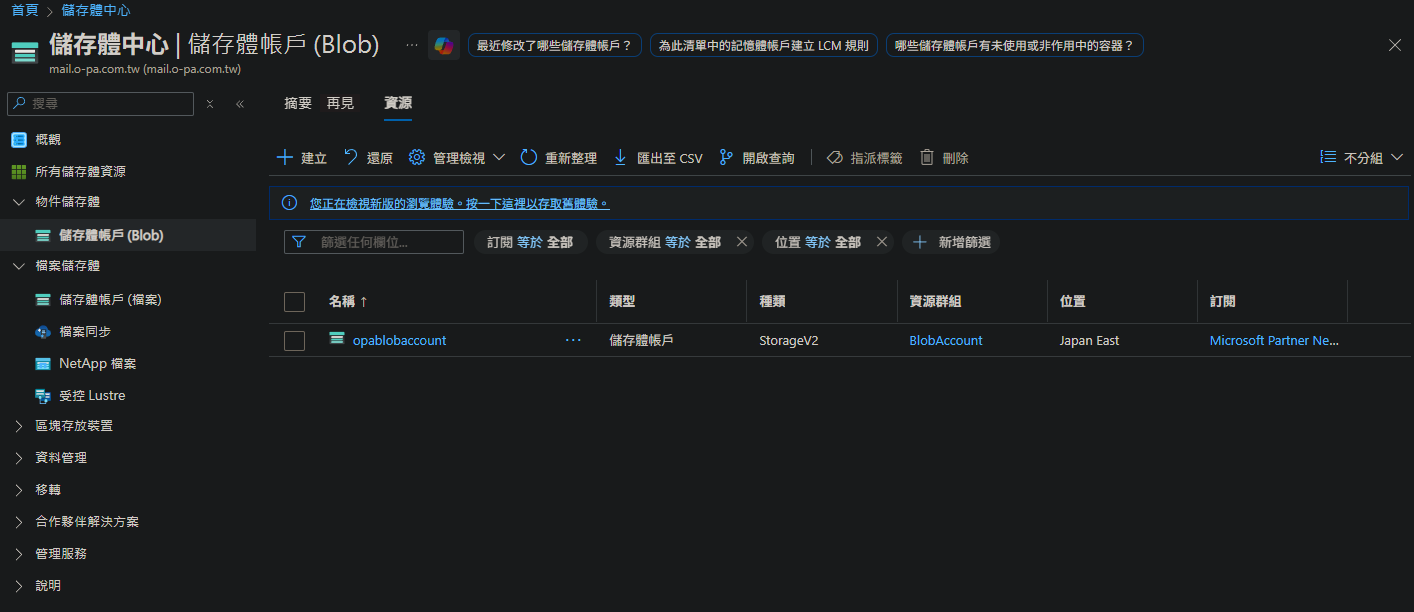 首頁 > 儲存體中心
儲存體中心 | 儲存體帳戶 (Blob)
... 最近修改了哪些儲存體帳戶？ 為此清單中的記憶體帳戶建立 LCM 規則 哪些儲存體帳戶有未使用或非作用中的容器？
mail.o-pa.com.tw (mail.o-pa.com.tw)
搜尋
概觀
所有儲存體資源
物件儲存體
儲存體帳戶 (Blob)
檔案儲存體
儲存體帳戶 (檔案)
檔案同步
NetApp 檔案
受控 Lustre
區塊存放裝置
資料管理
移轉
合作夥伴解決方案
管理服務
說明
摘要 再見 資源
建立 還原 管理檢視 重新整理 匯出至 CSV 開啟查詢 指派標籤 刪除 不分組
您正在檢視新版的瀏覽體驗。按一下這裡以存取舊體驗。
篩選任何欄位... 訂閱 等於 全部 資源群組 等於 全部 位置 等於 全部 新增篩選
名稱 ↑ 類型 種類 資源群組 位置 訂閱
opablobaccount ... 儲存體帳戶 StorageV2 BlobAccount Japan East Microsoft Partner Ne...